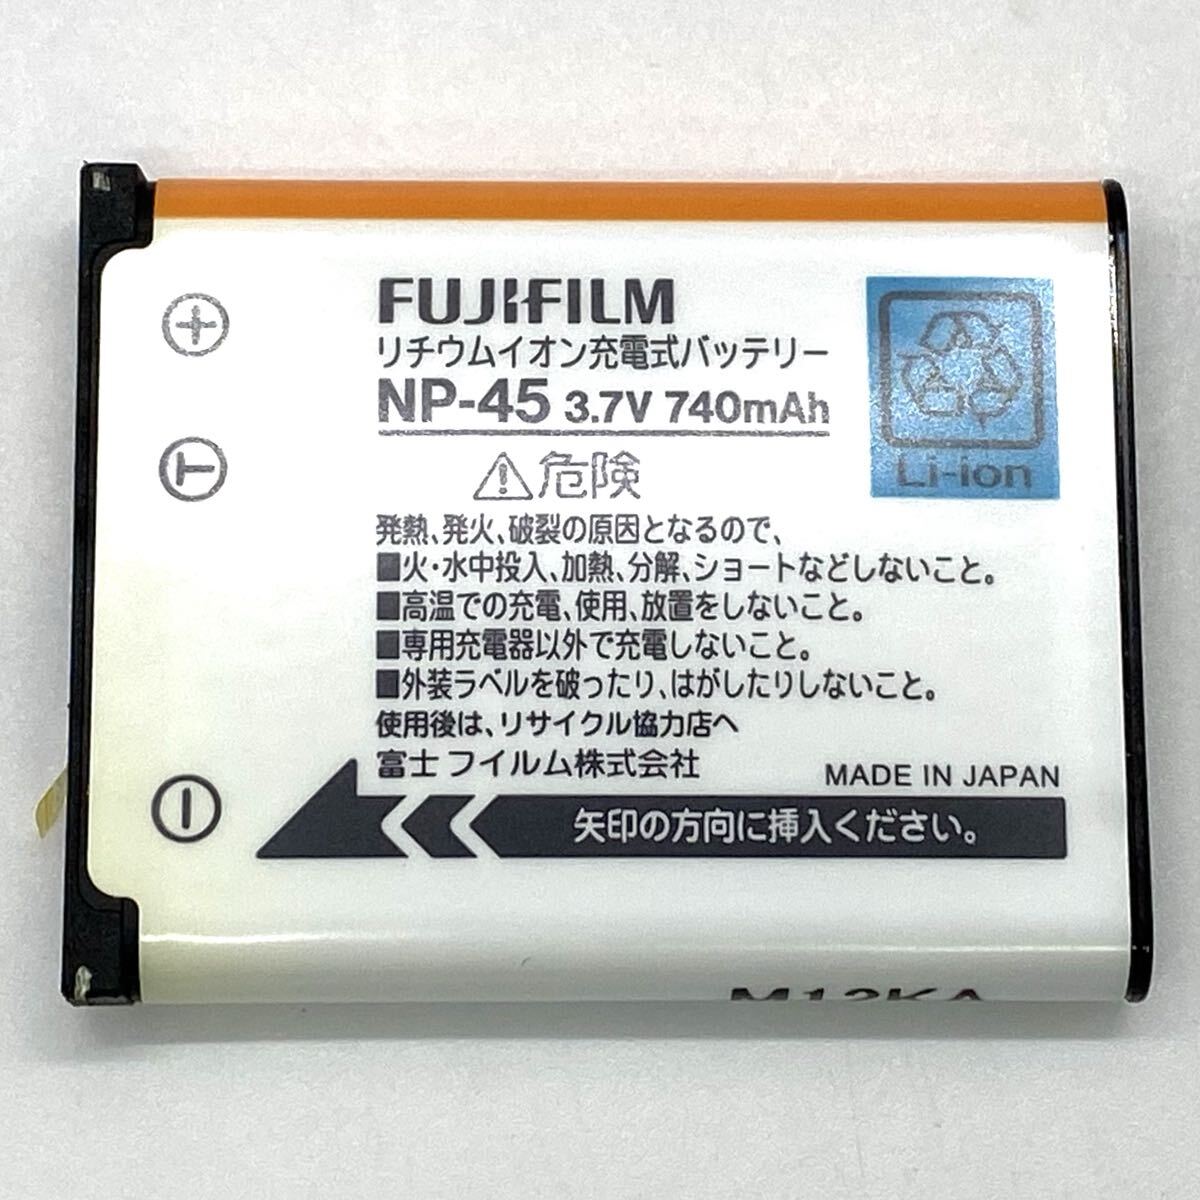 FUJIFILM
リチウムイオン充電式バッテリー
NP-45 3.7V 740mAh
Li-ion
⚠危険
発熱、発火、破裂の原因となるので、
■火・水中投入、加熱、分解、ショートなどしないこと。
■高温での充電、使用、放置をしないこと。
■専用充電器以外で充電しないこと。
■外装ラベルを破ったり、はがしたりしないこと。
使用後は、リサイクル協力店へ
富士フイルム株式会社
MADE IN JAPAN
矢印の方向に挿入ください。
+
T
−